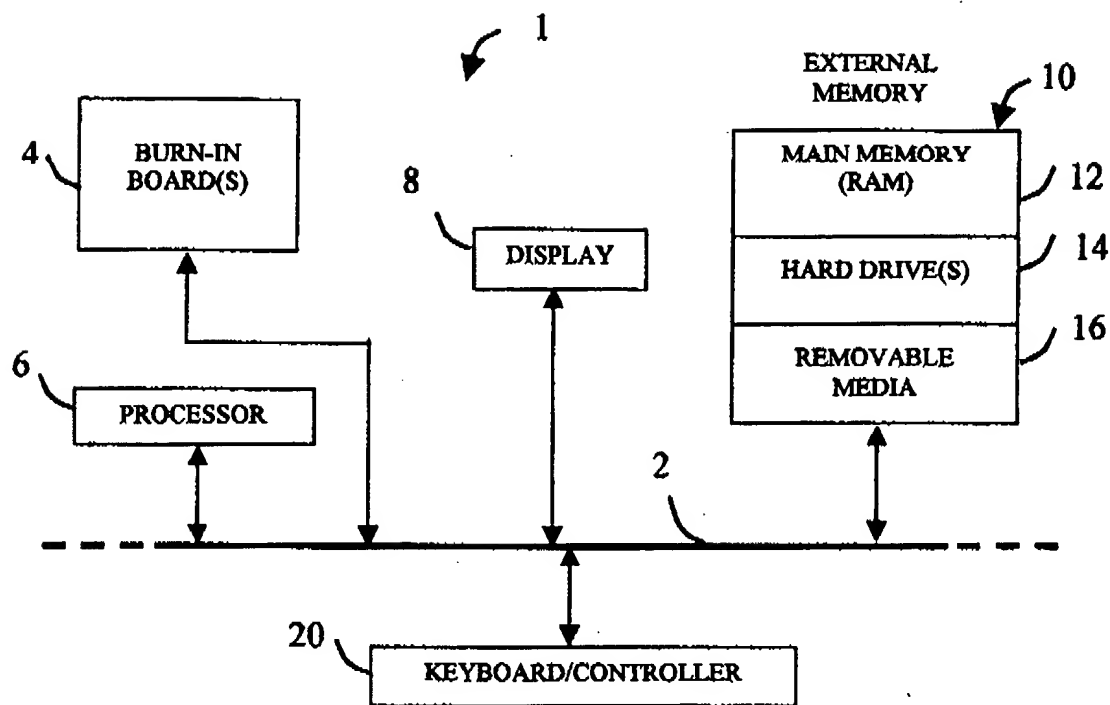 1
EXTERNAL
MEMORY
10
4
BURN-IN
BOARD(S)
8
DISPLAY
MAIN MEMORY
(RAM)
12
HARD DRIVE(S)
14
REMOVABLE
MEDIA
16
6
PROCESSOR
2
20
KEYBOARD/CONTROLLER